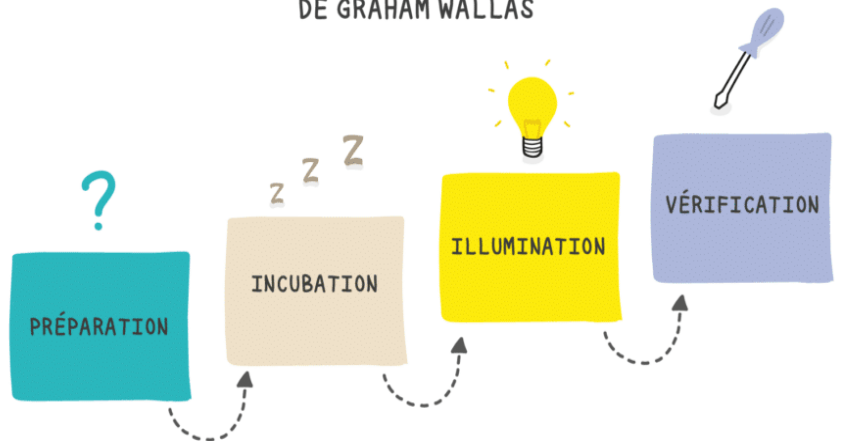 DE GRAHAM WALLAS
?
Z Z Z
PRÉPARATION
INCUBATION
ILLUMINATION
VÉRIFICATION